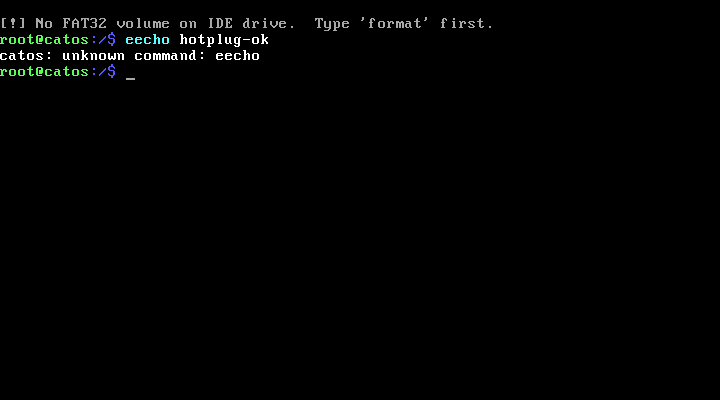 [!] No FAT32 volume on IDE drive.  Type 'format' first.
root@catos:/$ eecho hotplug-ok
catos: unknown command: eecho
root@catos:/$ _